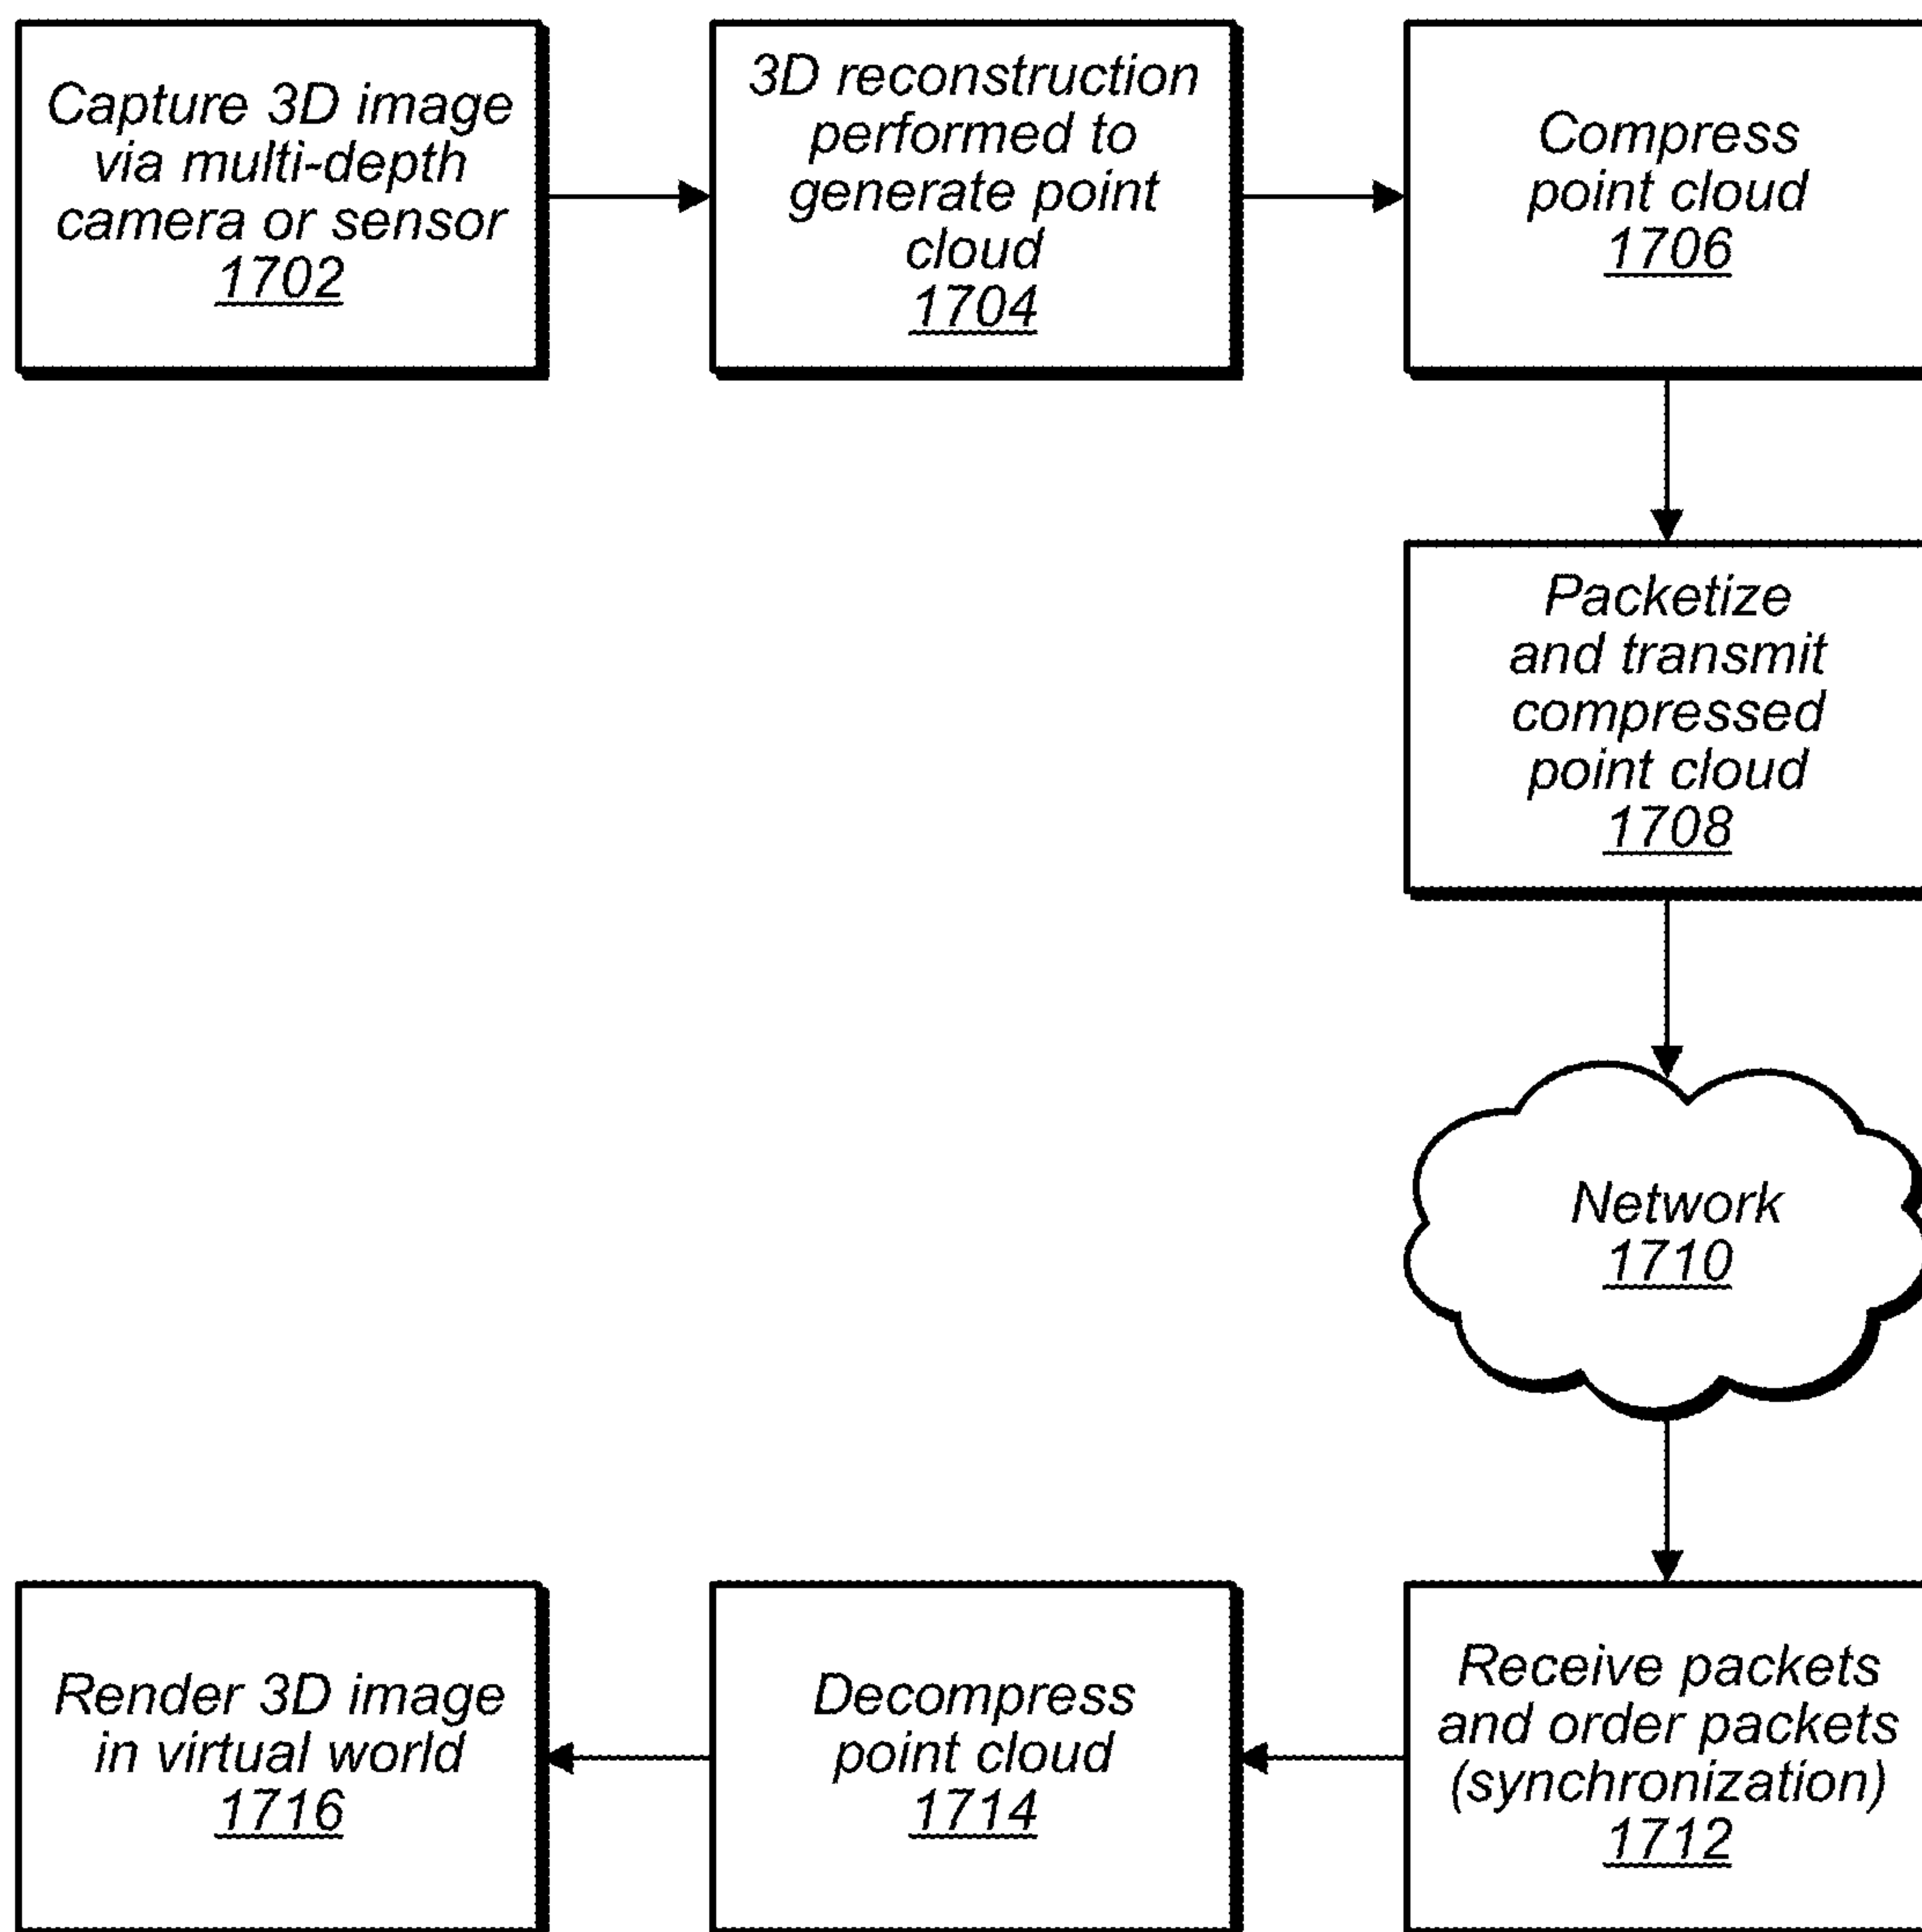 Capture 3D image
via multi-depth
camera or sensor
1702
3D reconstruction
performed to
generate point
cloud
1704
Compress
point cloud
1706
Packetize
and transmit
compressed
point cloud
1708
Network
1710
Receive packets
and order packets
(synchronization)
1712
Decompress
point cloud
1714
Render 3D image
in virtual world
1716